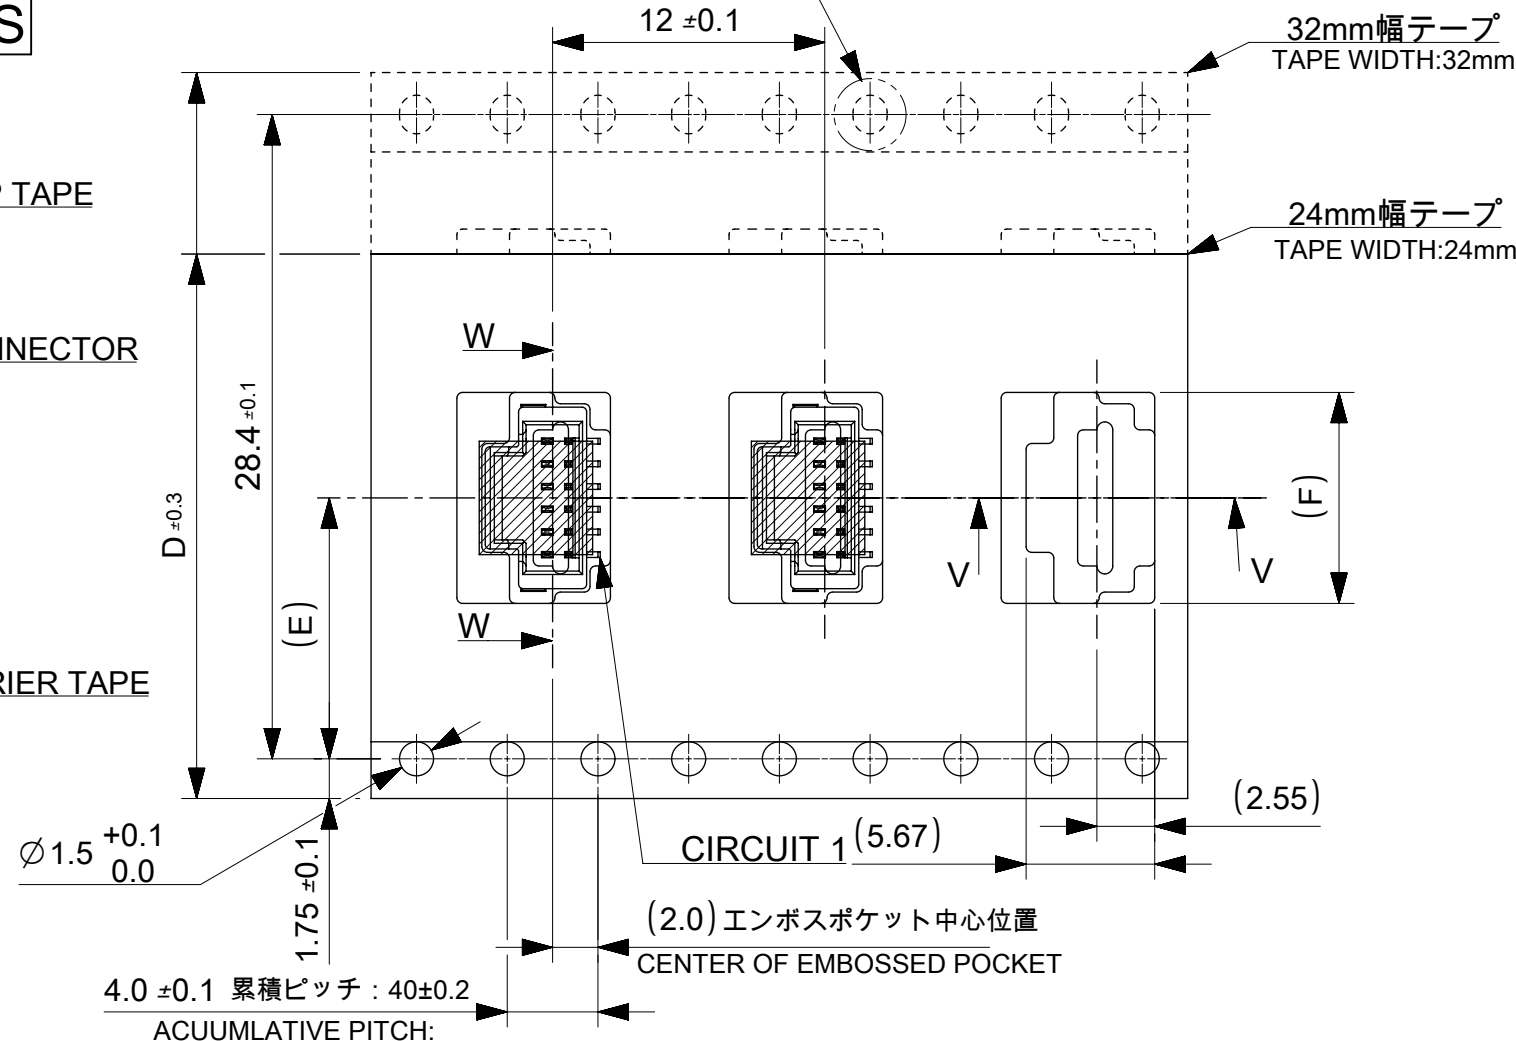 S
12 ±0.1
32mm幅テープ
TAPE WIDTH:32mm
TAPE
24mm幅テープ
TAPE WIDTH:24mm
W
NNECTOR
28.4 ±0.1
D ±0.3
(F)
V
V
(E)
W
RIER TAPE
(2.55)
∅1.5 +0.1
0.0
CIRCUIT 1
(5.67)
1.75 ±0.1
(2.0) エンボスポケット中心位置
CENTER OF EMBOSSED POCKET
4.0 ±0.1 累積ピッチ : 40±0.2
ACUUMLATIVE PITCH: